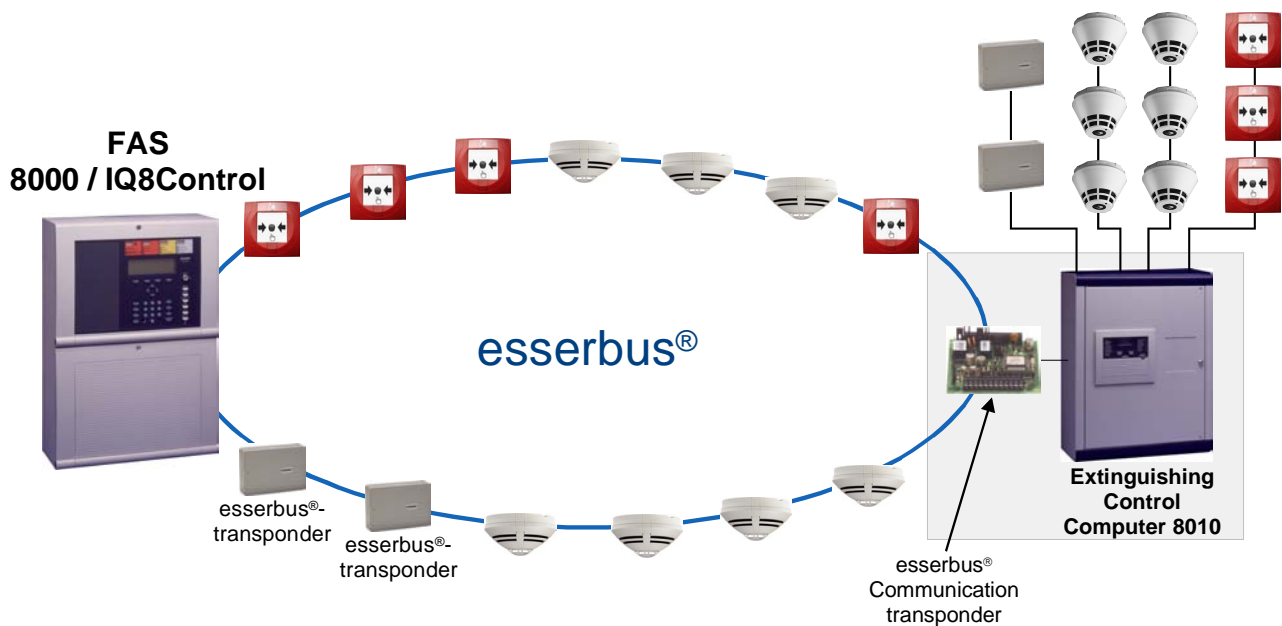 FAS
8000 / IQ8Control
esserbus®
esserbus®-
transponder
esserbus®-
transponder
Extinguishing
Control
Computer 8010
esserbus®
Communication
transponder